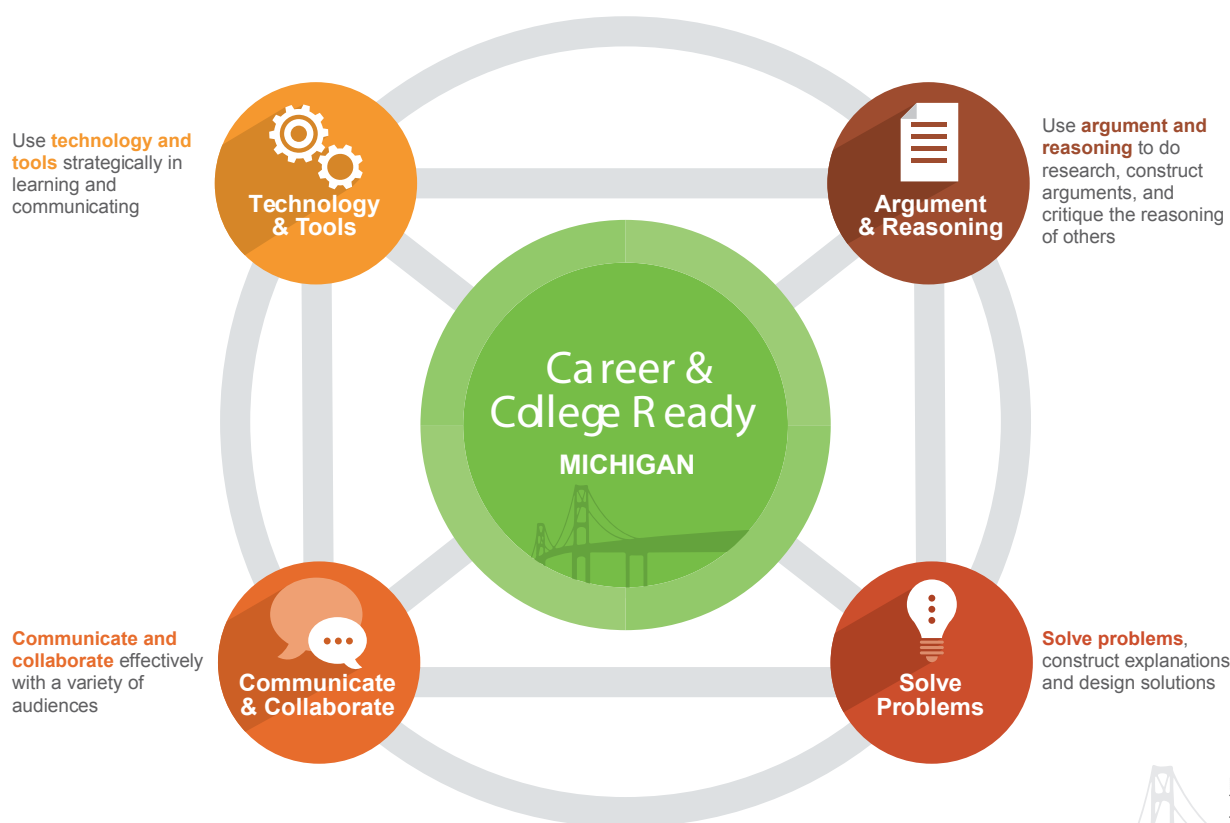 Use technology and
tools strategically in
learning and
communicating
Technology
& Tools
Argument
& Reasoning
Use argument and
reasoning to do
research, construct
arguments, and
critique the reasoning
of others
Career &
College Ready
MICHIGAN
Communicate and
collaborate effectively
with a variety of
audiences
Communicate
& Collaborate
Solve
Problems
Solve problems,
construct explanations
and design solutions